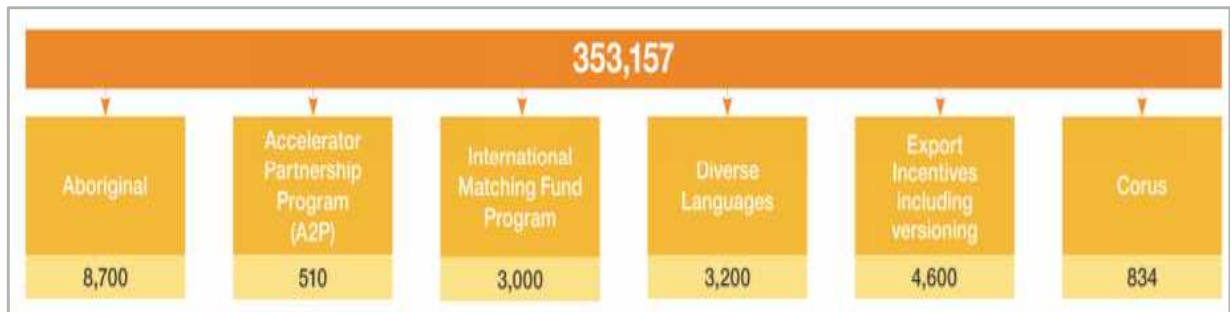 353,157
Aboriginal
8,700
Accelerator
Partnership
Program
(A2P)
510
International
Matching Fund
Program
3,000
Diverse
Languages
3,200
Export
Incentives
including
versioning
4,600
Corus
834